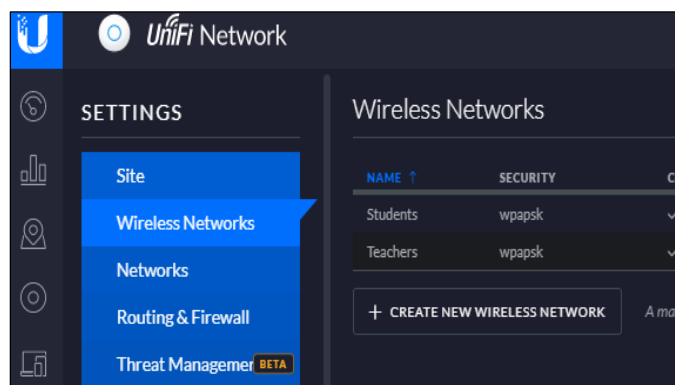 UniFi Network
SETTINGS
Site
Wireless Networks
Networks
Routing & Firewall
BETA
Wireless Networks
NAME ↑ SECURITY
Students wpapsk
Teachers wpapsk
+ CREATE NEW WIRELESS NETWORK A
Threat